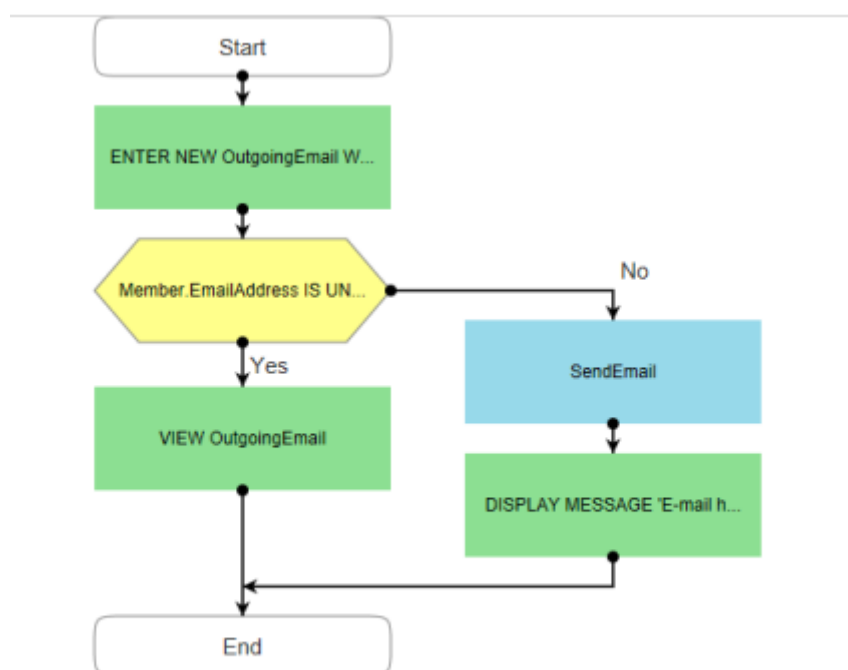 Start
ENTER NEW OutgoingEmail W...
Member.EmailAddress IS UN...
No
Yes
SendEmail
VIEW OutgoingEmail
DISPLAY MESSAGE "E-mail h...
End